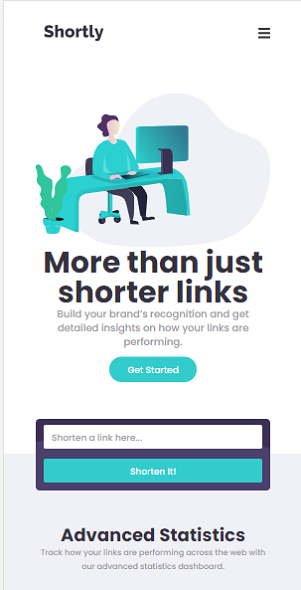 Shortly
More than just
shorter links
Build your brand's recognition and get
detailed insights on how your links are
performing.
Get Started
Shorten a link here...
Shorten It!
Advanced Statistics
Track how your links are performing across the web with
our advanced statistics dashboard.